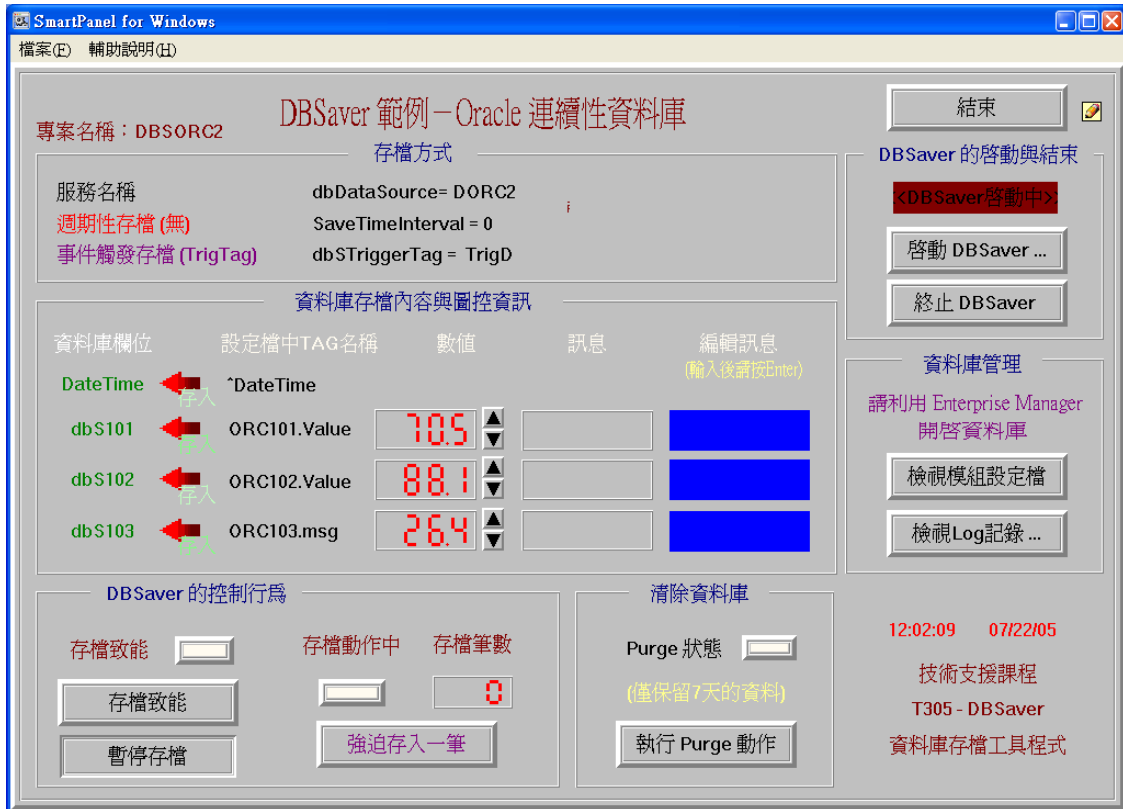 SmartPanel for Windows
檔案(F) 輔助說明(H)
DBSaver 範例－Oracle 連續性資料庫
結束
專案名稱：DBSORC2
存檔方式
服務名稱 dbDataSource= DORC2
週期性存檔 (無) SaveTimeInterval = 0
事件觸發存檔 (TrigTag) dbSTriggerTag = TrigD
DBSaver 的啓動與結束
<DBSaver啓動中>
啓動 DBSaver ...
終止 DBSaver
資料庫存檔內容與圖控資訊
資料庫欄位 設定檔中TAG名稱 數值 訊息 編輯訊息
(輸入後請按Enter)
DateTime 存入 ^DateTime
dbS101 存入 ORC101.Value 70.5
dbS102 存入 ORC102.Value 88.1
dbS103 存入 ORC103.msg 26.4
資料庫管理
請利用 Enterprise Manager
開啓資料庫
檢視模組設定檔
檢視Log記錄 ...
DBSaver 的控制行爲
存檔致能 存檔動作中 存檔筆數
0
存檔致能
強迫存入一筆
暫停存檔
清除資料庫
Purge 狀態
(僅保留7天的資料)
執行 Purge 動作
12:02:09 07/22/05
技術支援課程
T305 - DBSaver
資料庫存檔工具程式